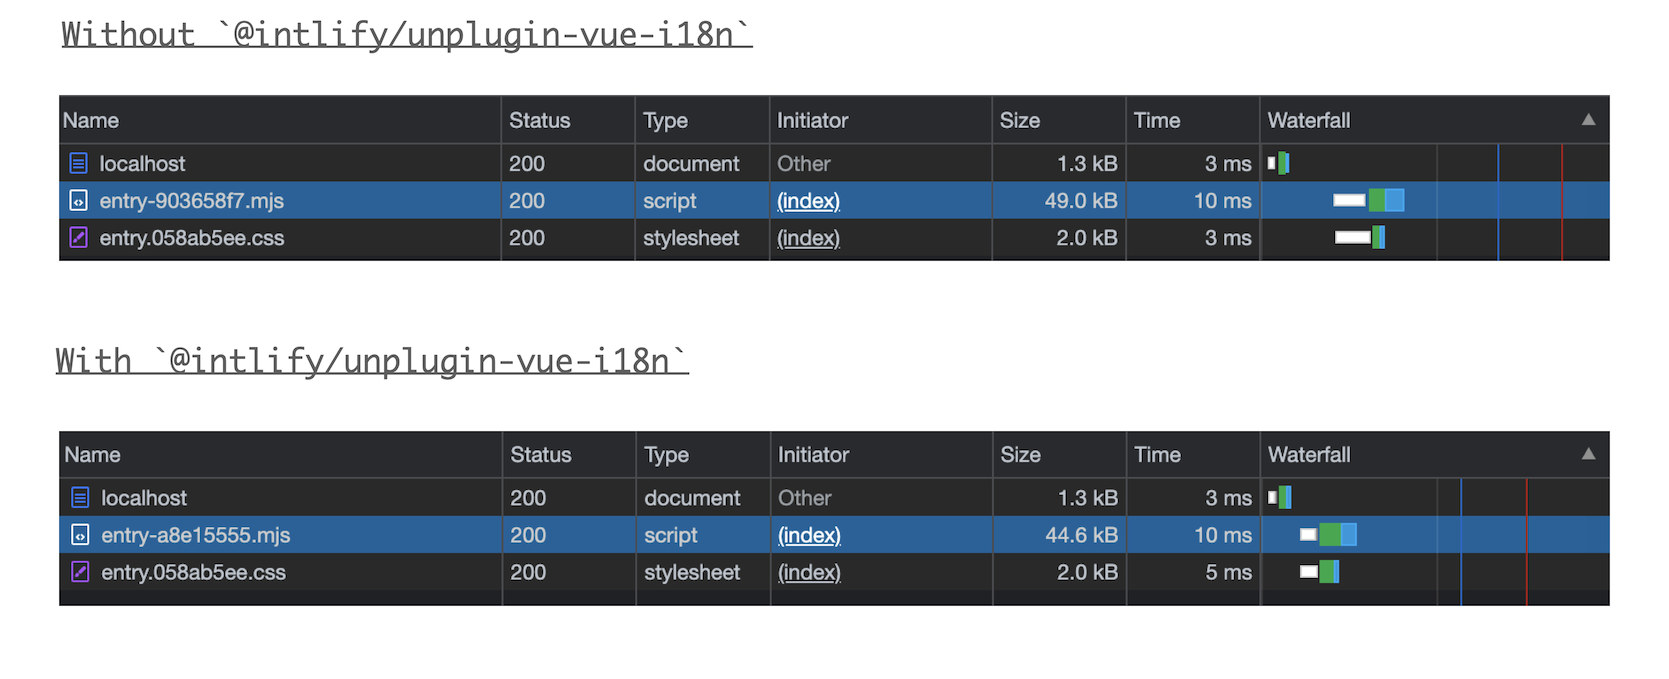 Without `@intlify/unplugin-vue-i18n`
Name Status Type Initiator Size Time Waterfall
localhost 200 document Other 1.3 kB 3 ms
entry-903658f7.mjs 200 script (index) 49.0 kB 10 ms
entry.058ab5ee.css 200 stylesheet (index) 2.0 kB 3 ms
With `@intlify/unplugin-vue-i18n`
Name Status Type Initiator Size Time Waterfall
localhost 200 document Other 1.3 kB 3 ms
entry-a8e15555.mjs 200 script (index) 44.6 kB 10 ms
entry.058ab5ee.css 200 stylesheet (index) 2.0 kB 5 ms